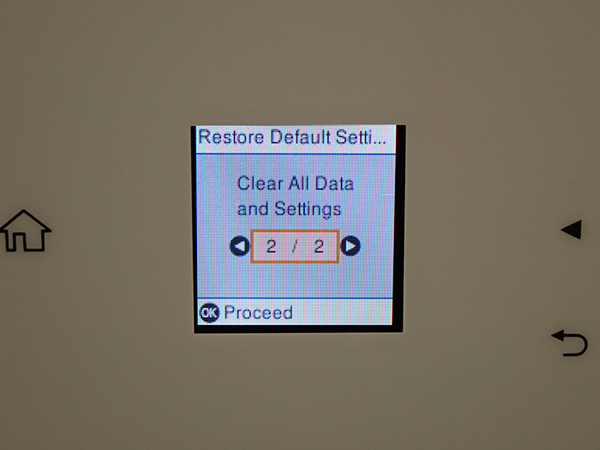 Restore Default Setti...
Clear All Data
and Settings
2 / 2
OK Proceed